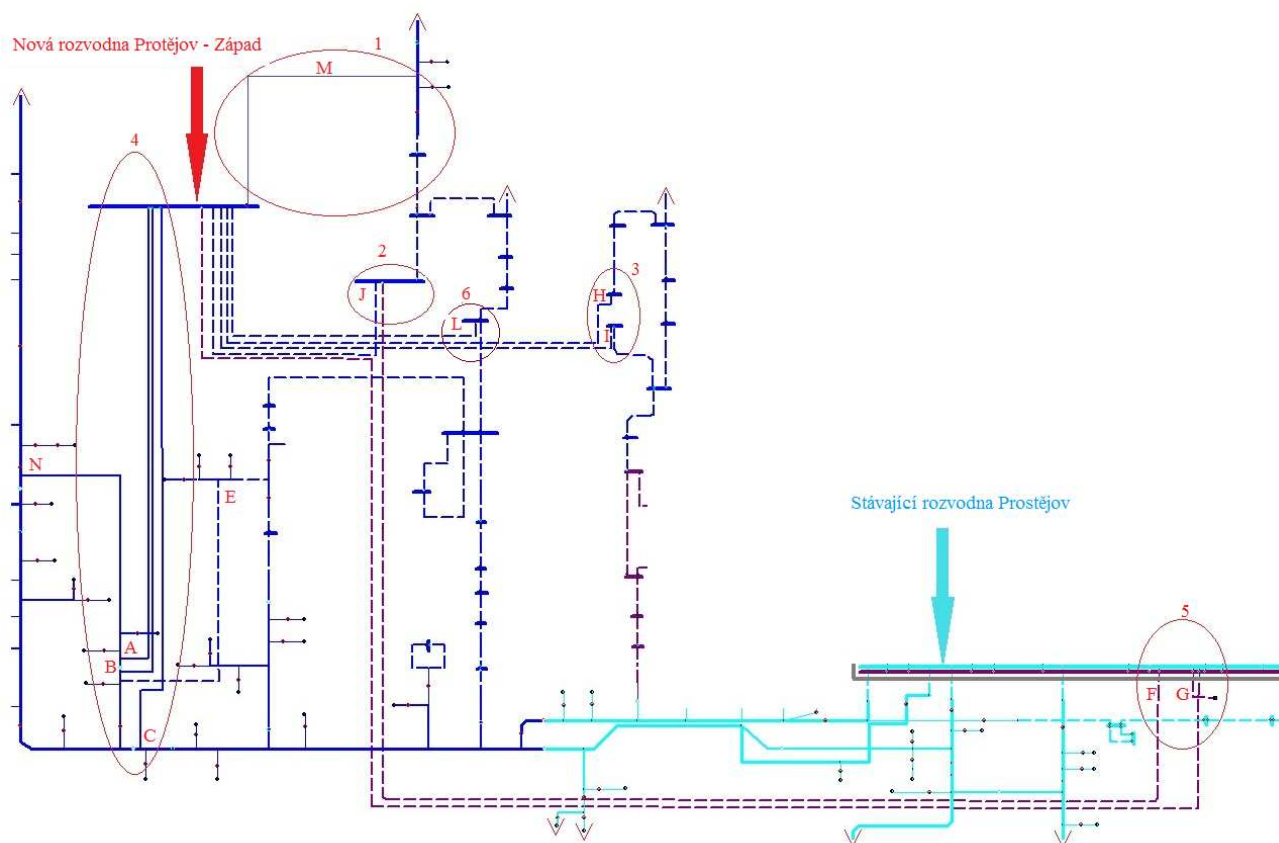 1
Nová rozvodna Protějov - Západ
M
4
2
3
J
6
H
L
I
N
E
Stávající rozvodna Prostějov
5
A
B
F
G
C